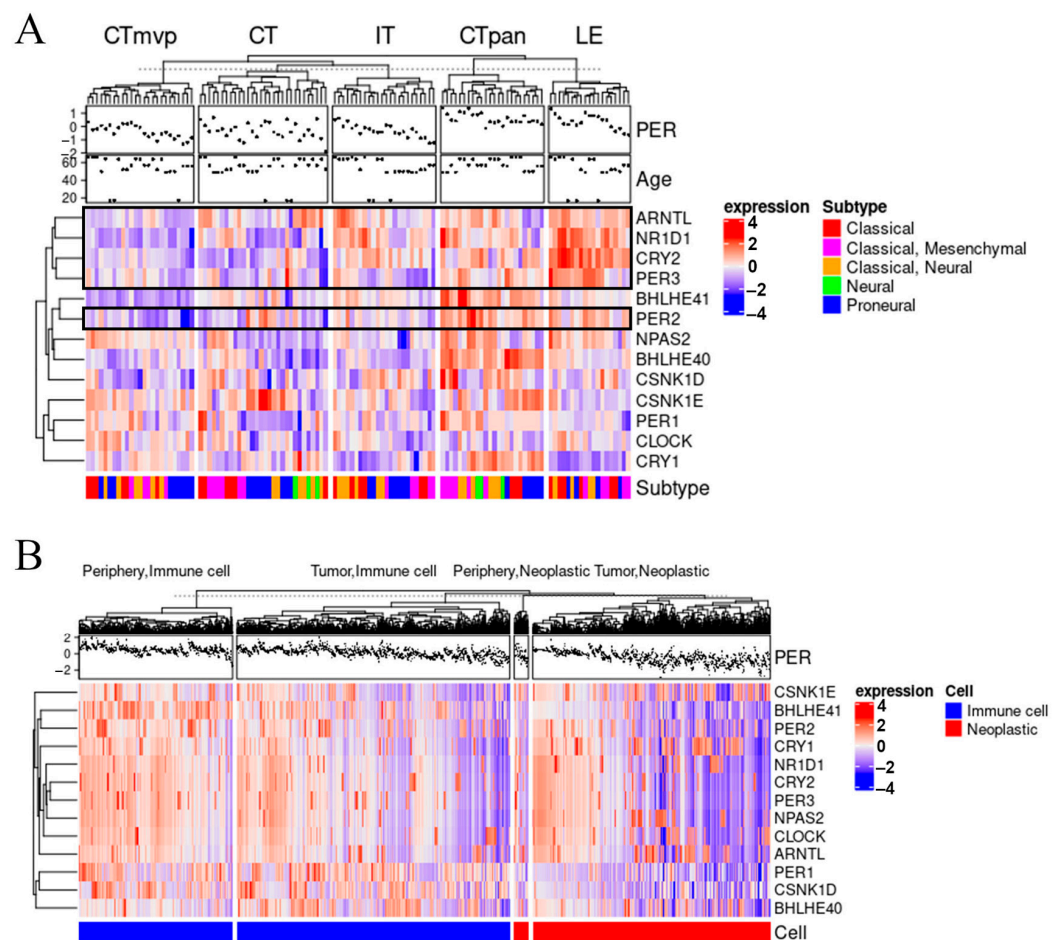 A
CTmvp CT IT CTpan LE
1
0
−1
−2
PER
60
40
20
Age
ARNTL
NR1D1
CRY2
PER3
BHLHE41
PER2
NPAS2
BHLHE40
CSNK1D
CSNK1E
PER1
CLOCK
CRY1
Subtype
expression
4
2
0
−2
−4
Subtype
Classical
Classical, Mesenchymal
Classical, Neural
Neural
Proneural
B
Periphery,Immune cell Tumor,Immune cell Periphery,Neoplastic Tumor,Neoplastic
2
0
−2
PER
CSNK1E
BHLHE41
PER2
CRY1
NR1D1
CRY2
PER3
NPAS2
CLOCK
ARNTL
PER1
CSNK1D
BHLHE40
Cell
expression
4
2
0
−2
−4
Cell
Immune cell
Neoplastic